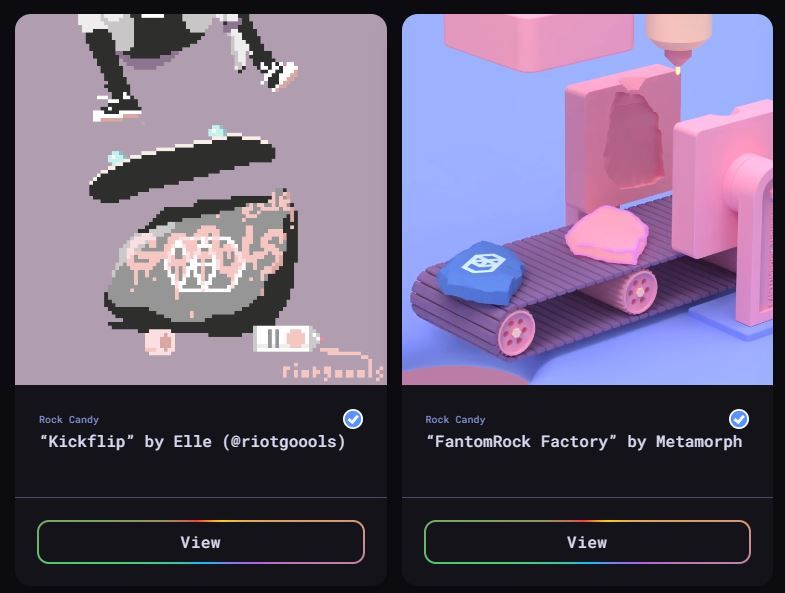 riotgoools
Rock Candy
“Kickflip” by Elle (@riotgoools)
View
Rock Candy
“FantomRock Factory” by Metamorph
View